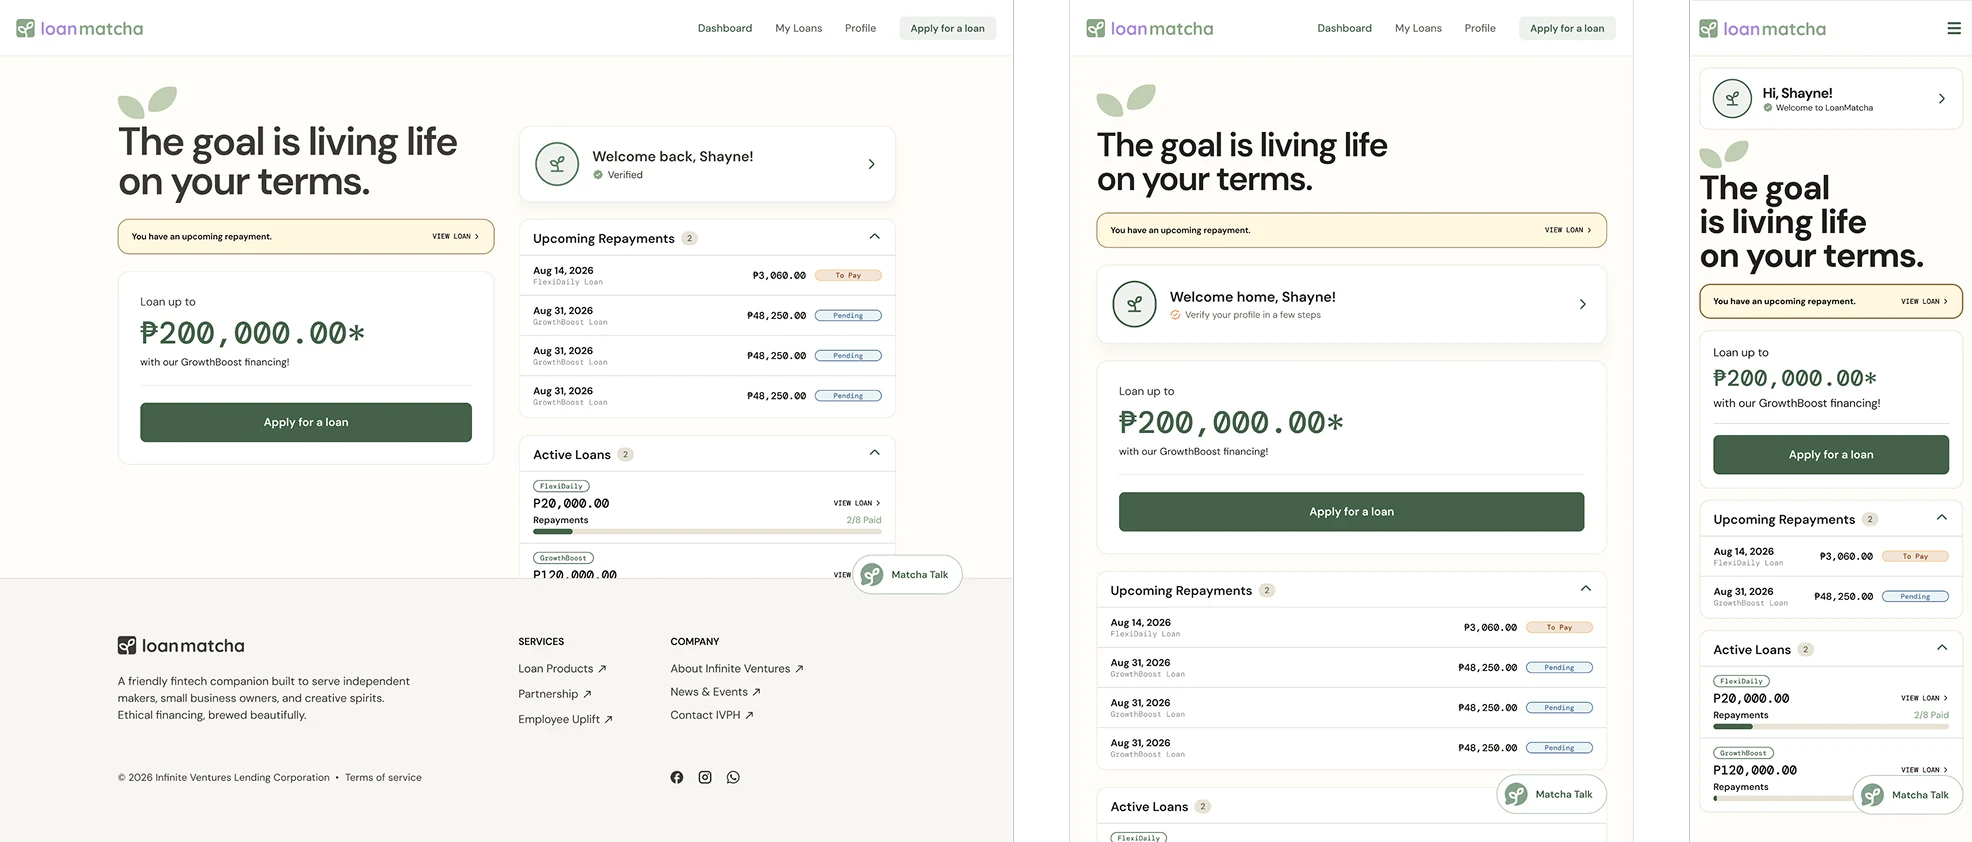 loanmatcha
Dashboard
My Loans
Profile
Apply for a loan
The goal is living life
on your terms.
You have an upcoming repayment.
VIEW LOAN >
Loan up to
₱200,000.00*
with our GrowthBoost financing!
Apply for a loan
Welcome back, Shayne!
Verified
Upcoming Repayments 2
Aug 14, 2026
FlexiDaily Loan
₱3,060.00 To Pay
Aug 31, 2026
GrowthBoost Loan
₱48,250.00 Pending
Aug 31, 2026
GrowthBoost Loan
₱48,250.00 Pending
Aug 31, 2026
GrowthBoost Loan
₱48,250.00 Pending
Active Loans 2
FlexiDaily
P20,000.00
VIEW LOAN >
Repayments
2/8 Paid
GrowthBoost
P120,000.00
VIEW
Matcha Talk
loanmatcha
A friendly fintech companion built to serve independent
makers, small business owners, and creative spirits.
Ethical financing, brewed beautifully.
SERVICES
Loan Products ↗
Partnership ↗
Employee Uplift ↗
COMPANY
About Infinite Ventures ↗
News & Events ↗
Contact IVPH ↗
© 2026 Infinite Ventures Lending Corporation • Terms of service
loanmatcha
Dashboard
My Loans
Profile
Apply for a loan
The goal is living life
on your terms.
You have an upcoming repayment.
VIEW LOAN >
Welcome home, Shayne!
Verify your profile in a few steps
Loan up to
₱200,000.00*
with our GrowthBoost financing!
Apply for a loan
Upcoming Repayments 2
Aug 14, 2026
FlexiDaily Loan
₱3,060.00 To Pay
Aug 31, 2026
GrowthBoost Loan
₱48,250.00 Pending
Aug 31, 2026
GrowthBoost Loan
₱48,250.00 Pending
Aug 31, 2026
GrowthBoost Loan
₱48,250.00 Pending
Active Loans 2
FlexiDaily
Matcha Talk
loanmatcha
Hi, Shayne!
Welcome to LoanMatcha
The goal
is living life
on your terms.
You have an upcoming repayment.
VIEW LOAN >
Loan up to
₱200,000.00*
with our GrowthBoost financing!
Apply for a loan
Upcoming Repayments 2
Aug 14, 2026
FlexiDaily Loan
₱3,060.00 To Pay
Aug 31, 2026
GrowthBoost Loan
₱48,250.00 Pending
Active Loans 2
FlexiDaily
P20,000.00
VIEW LOAN >
Repayments
2/8 Paid
GrowthBoost
P120,000.00
VIEW LOAN >
Repayments
Matcha Talk